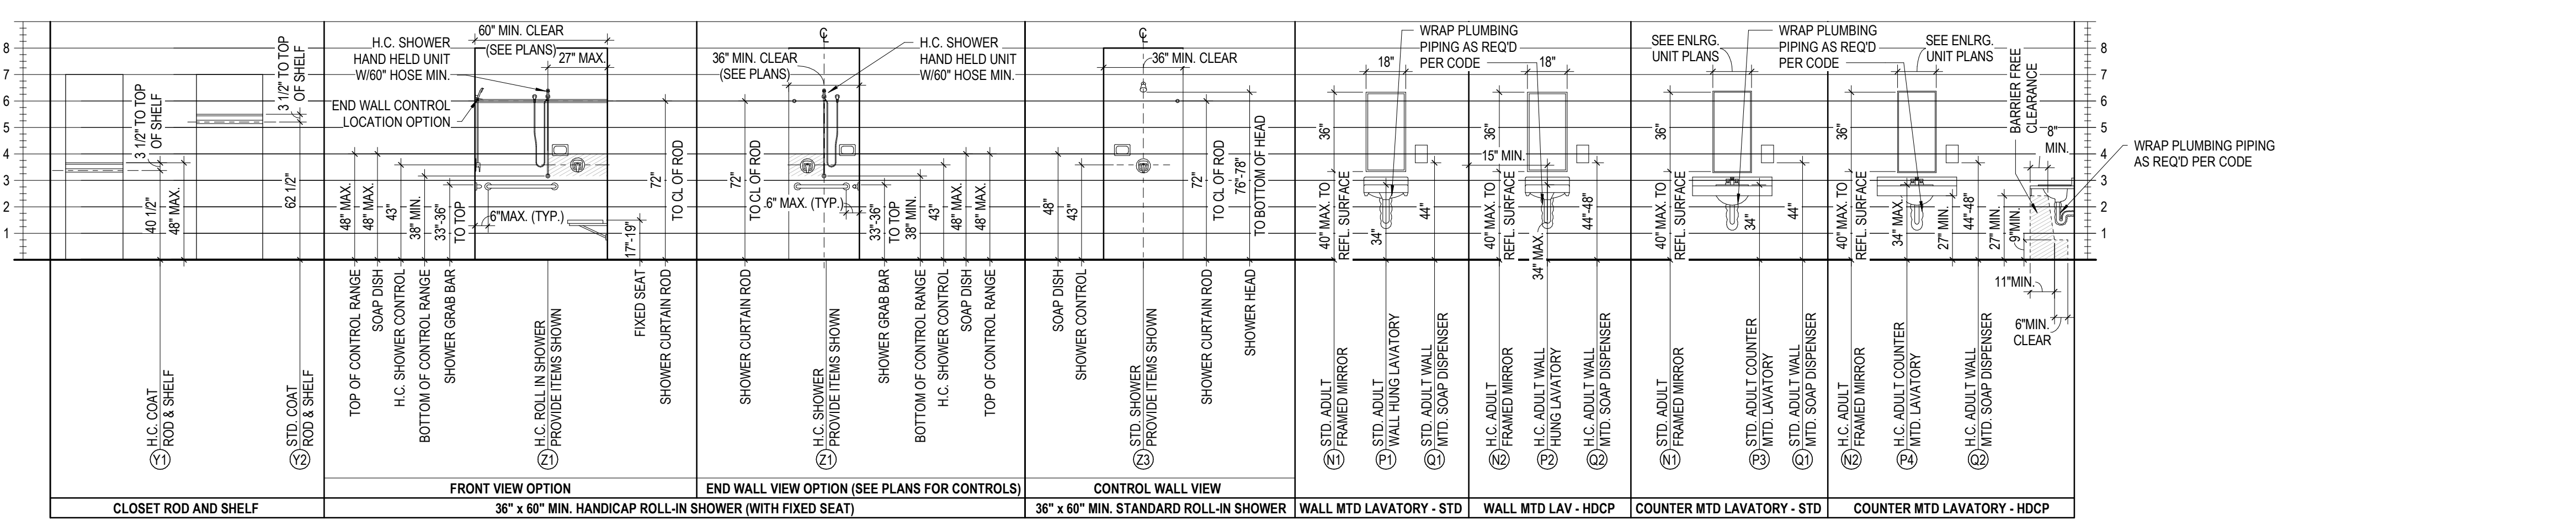 8
7
6
5
4
3
2
1
3 1/2" TO TOP
OF SHELF
40 1/2"
48" MAX.
3 1/2" TO TOP
OF SHELF
62 1/2"
H.C. COAT
ROD & SHELF
Y1
STD. COAT
ROD & SHELF
Y2
CLOSET ROD AND SHELF
60" MIN. CLEAR
(SEE PLANS)
27" MAX.
H.C. SHOWER
HAND HELD UNIT
W/60" HOSE MIN.
END WALL CONTROL
LOCATION OPTION
48" MAX.
48" MAX.
43"
38" MIN.
33"-36"
TO TOP
6"MAX. (TYP.)
17"-19"
72"
TO CL OF ROD
TOP OF CONTROL RANGE
SOAP DISH
H.C. SHOWER CONTROL
BOTTOM OF CONTROL RANGE
SHOWER GRAB BAR
H.C. ROLL IN SHOWER
PROVIDE ITEMS SHOWN
Z1
FIXED SEAT
SHOWER CURTAIN ROD
FRONT VIEW OPTION
℄
36" MIN. CLEAR
(SEE PLANS)
H.C. SHOWER
HAND HELD UNIT
W/60" HOSE MIN.
72"
TO CL OF ROD
6" MAX. (TYP.)
33"-36"
TO TOP
38" MIN.
43"
48" MAX.
48" MAX.
SHOWER CURTAIN ROD
H.C. SHOWER
PROVIDE ITEMS SHOWN
Z1
SHOWER GRAB BAR
BOTTOM OF CONTROL RANGE
H.C. SHOWER CONTROL
SOAP DISH
TOP OF CONTROL RANGE
END WALL VIEW OPTION (SEE PLANS FOR CONTROLS)
36" x 60" MIN. HANDICAP ROLL-IN SHOWER (WITH FIXED SEAT)
℄
36" MIN. CLEAR
48"
43"
72"
TO CL OF ROD
76"-78"
TO BOTTOM OF HEAD
SOAP DISH
SHOWER CONTROL
STD. SHOWER
PROVIDE ITEMS SHOWN
Z3
SHOWER CURTAIN ROD
SHOWER HEAD
CONTROL WALL VIEW
36" x 60" MIN. STANDARD ROLL-IN SHOWER
WRAP PLUMBING
PIPING AS REQ'D
PER CODE
18"
36"
40" MAX. TO
REFL. SURFACE
34"
44"
STD. ADULT
FRAMED MIRROR
N1
STD. ADULT
WALL HUNG LAVATORY
P1
STD. ADULT WALL
MTD. SOAP DISPENSER
Q1
WALL MTD LAVATORY - STD
18"
36"
15" MIN.
40" MAX. TO
REFL. SURFACE
34" MAX.
44"-48"
H.C. ADULT
FRAMED MIRROR
N2
H.C. ADULT WALL
HUNG LAVATORY
P2
H.C. ADULT WALL
MTD. SOAP DISPENSER
Q2
WALL MTD LAV - HDCP
SEE ENLRG.
UNIT PLANS
WRAP PLUMBING
PIPING AS REQ'D
PER CODE
36"
40" MAX. TO
REFL. SURFACE
34"
44"
STD. ADULT
FRAMED MIRROR
N1
STD. ADULT COUNTER
MTD. LAVATORY
P3
STD. ADULT WALL
MTD. SOAP DISPENSER
Q1
COUNTER MTD LAVATORY - STD
SEE ENLRG.
UNIT PLANS
36"
40" MAX. TO
REFL. SURFACE
34" MAX.
27" MIN.
44"-48"
27" MIN.
9"MIN.
BARRIER FREE
CLEARANCE
8"
MIN.
11"MIN.
6"MIN.
CLEAR
H.C. ADULT
FRAMED MIRROR
N2
H.C. ADULT COUNTER
MTD. LAVATORY
P4
H.C. ADULT WALL
MTD. SOAP DISPENSER
Q2
COUNTER MTD LAVATORY - HDCP
8
7
6
5
4
3
2
1
WRAP PLUMBING PIPING
AS REQ'D PER CODE